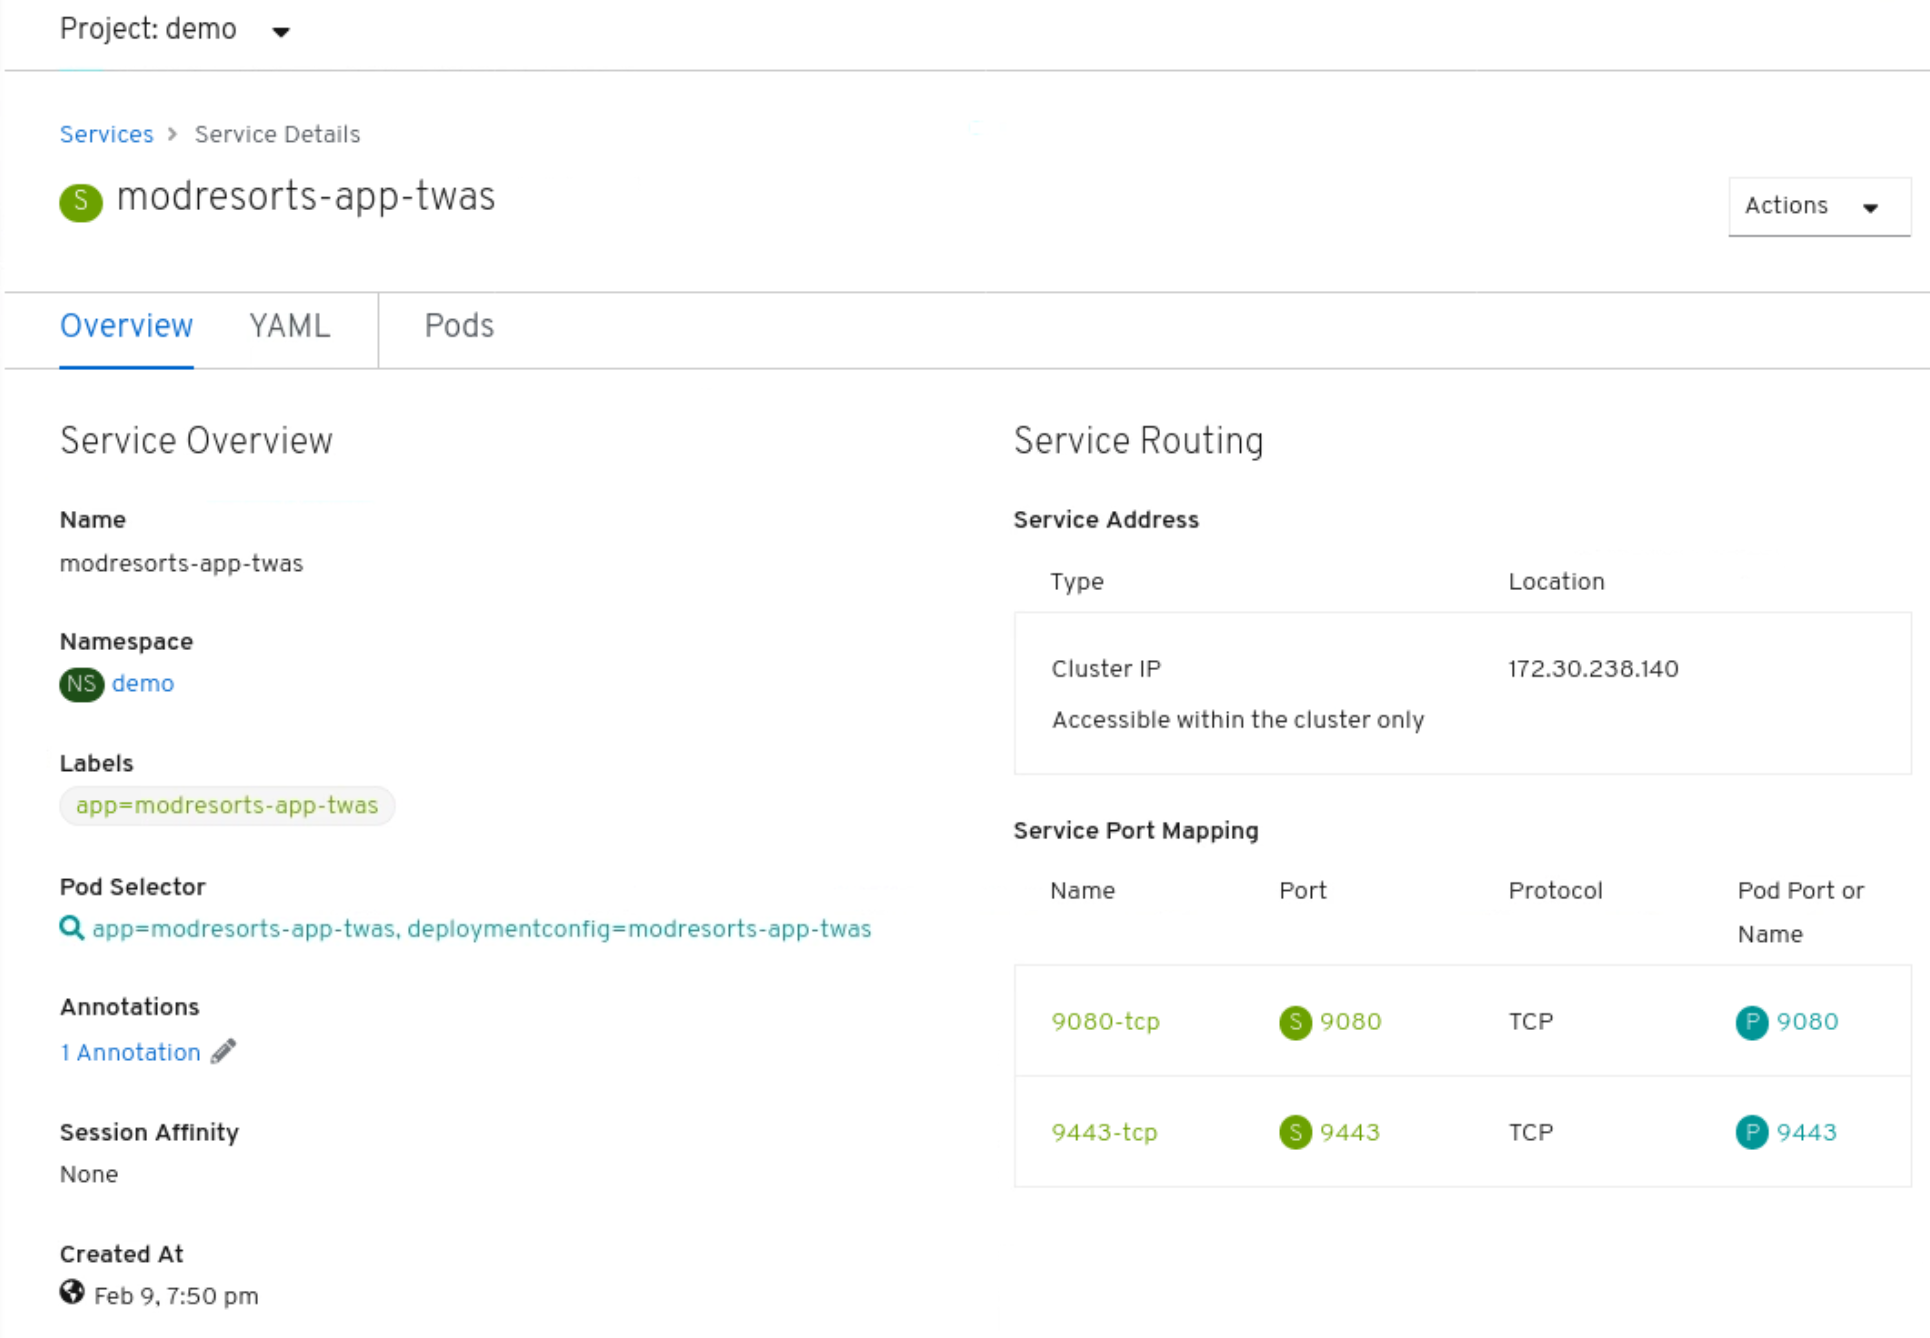 Project: demo
Services > Service Details
S modresorts-app-twas
Actions
Overview YAML Pods
Service Overview
Name
modresorts-app-twas
Namespace
NS demo
Labels
app=modresorts-app-twas
Pod Selector
app=modresorts-app-twas, deploymentconfig=modresorts-app-twas
Annotations
1 Annotation
Session Affinity
None
Created At
Feb 9, 7:50 pm
Service Routing
Service Address
Type Location
Cluster IP 172.30.238.140
Accessible within the cluster only
Service Port Mapping
Name Port Protocol Pod Port or
Name
9080-tcp S 9080 TCP P 9080
9443-tcp S 9443 TCP P 9443